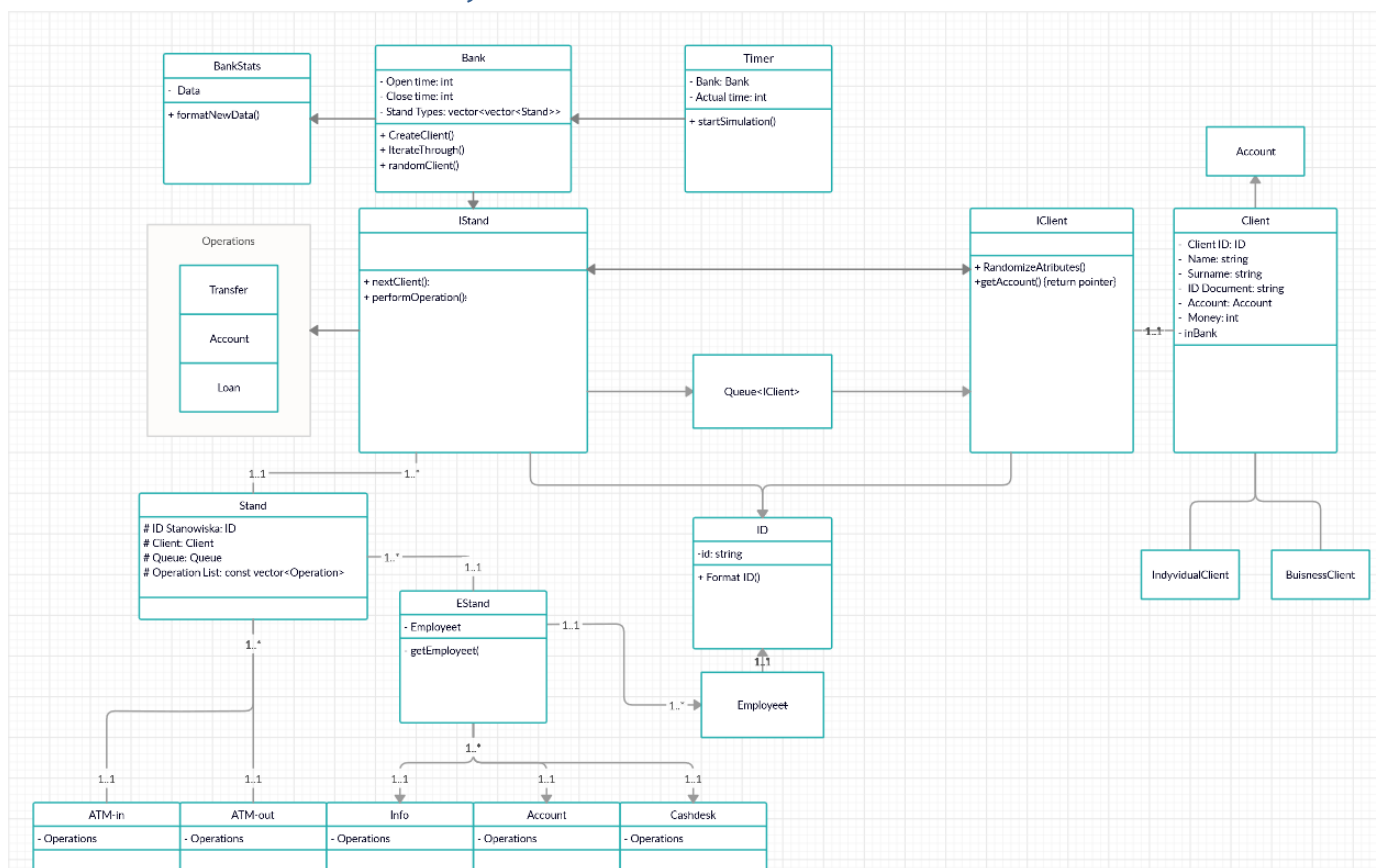 BankStats
- Data
+ formatNewData()
Bank
- Open time: int
- Close time: int
- Stand Types: vector<vector<Stand>>
+ CreateClient()
+ IterateThrough()
+ randomClient()
Timer
- Bank: Bank
- Actual time: int
+ startSimulation()
Account
Operations
Transfer
Account
Loan
IStand
+ nextClient():
+ performOperation():
IClient
+ RandomizeAtributes()
+getAccount() {return pointer}
1..1
Client
- Client ID: ID
- Name: string
- Surname: string
- ID Document: string
- Account: Account
- Money: int
- inBank
Queue<IClient>
1..1
1..*
Stand
# ID Stanowiska: ID
# Client: Client
# Queue: Queue
# Operation List: const vector<Operation>
1..*
1..1
ID
-id: string
+ Format ID()
IndyvidualClient
BuisnessClient
EStand
- Employeet
- getEmployeet(
1..1
1..*
1..1
Employeet
1..*
1..*
1..1
1..1
1..1
1..1
1..1
ATM-in
- Operations
ATM-out
- Operations
Info
- Operations
Account
- Operations
Cashdesk
- Operations